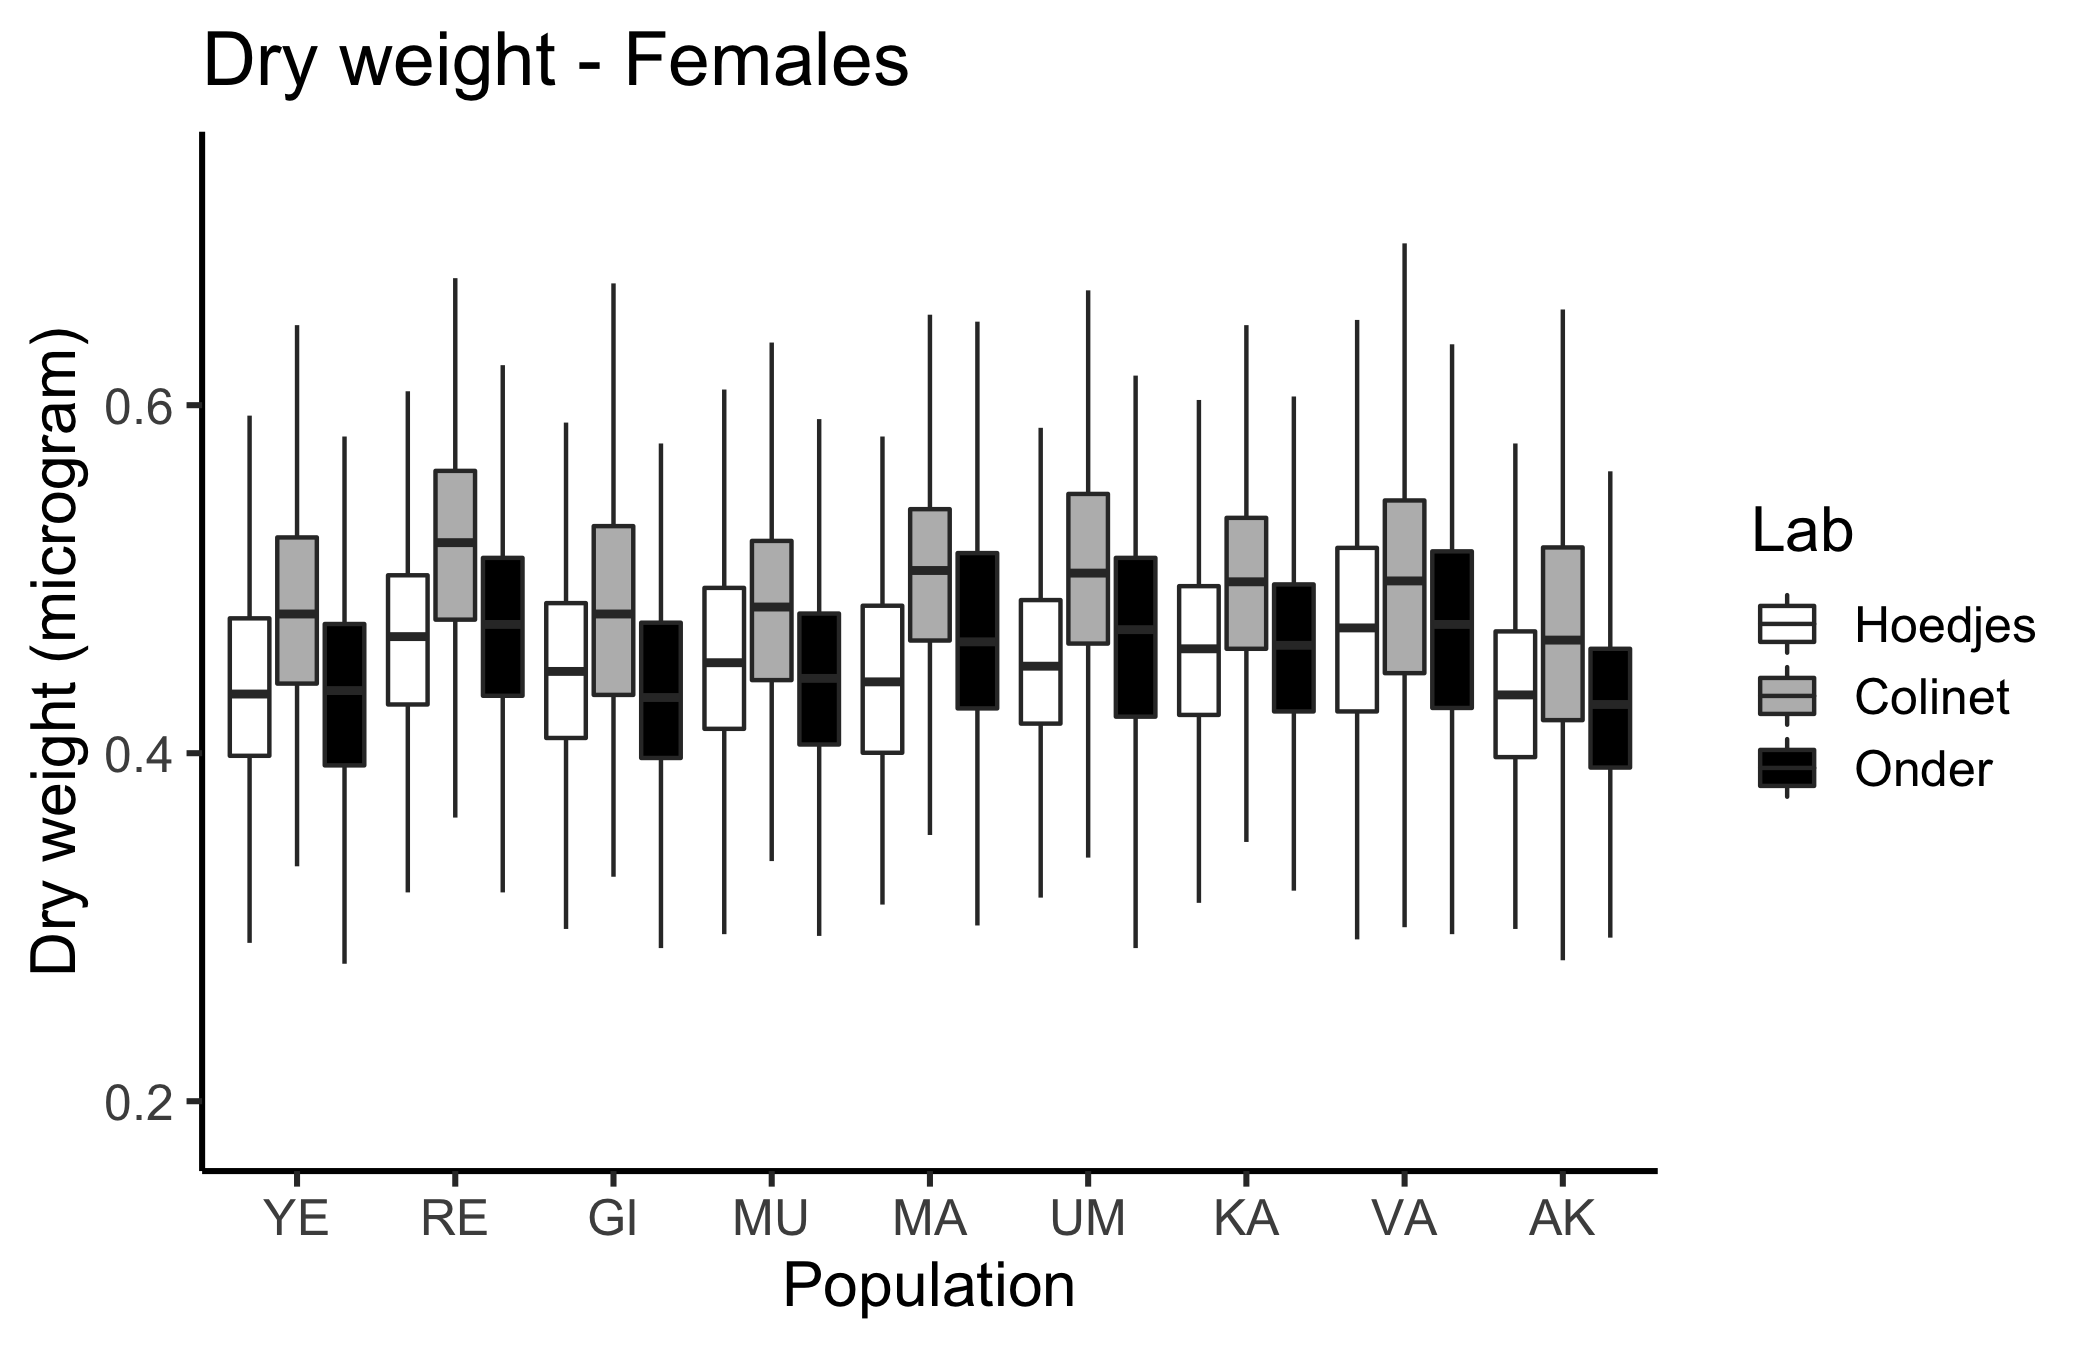 Dry weight - Females
Dry weight (microgram)
0.6
0.4
0.2
YE RE GI MU MA UM KA VA AK
Population
Lab
Hoedjes
Colinet
Onder